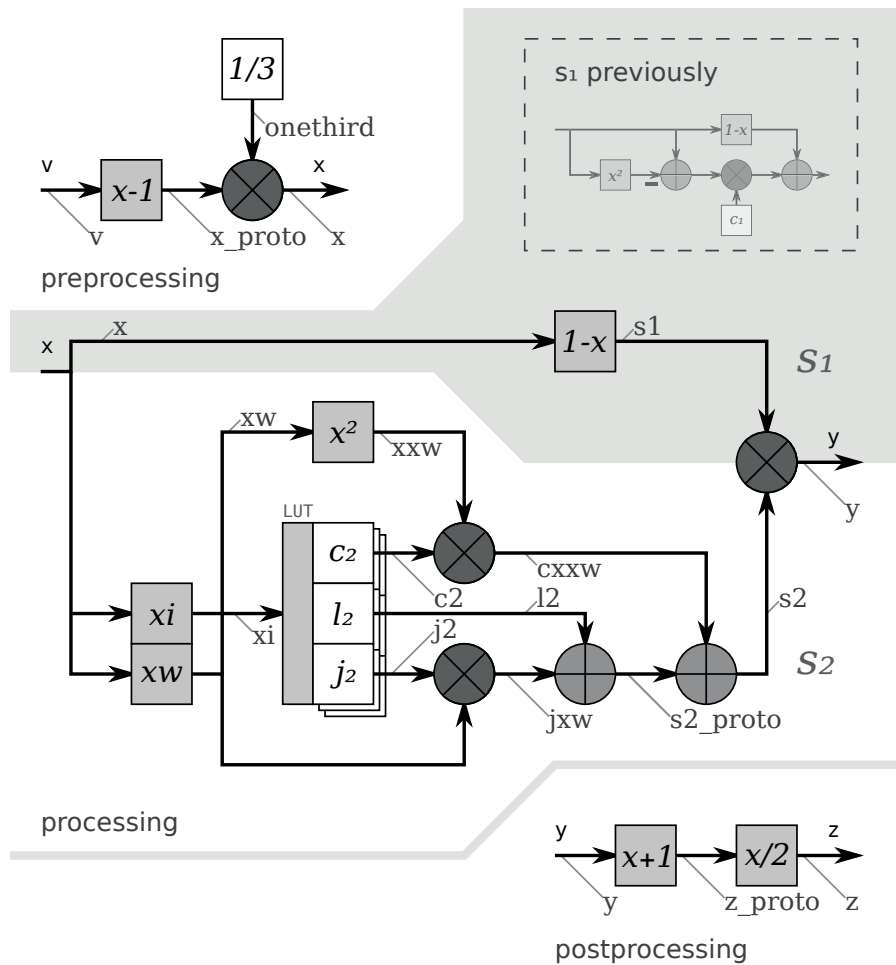 1/3
onethird
v
x-1
x
v
x_proto
x
preprocessing
s₁ previously
1-x
x²
c₁
x
x
1-x
s1
S₁
xw
x²
xxw
y
y
LUT
c₂
c2
cxxw
xi
xi
l₂
l2
s2
xw
j₂
j2
jxw
s2_proto
S₂
processing
y
x+1
x/2
z
y
z_proto
z
postprocessing